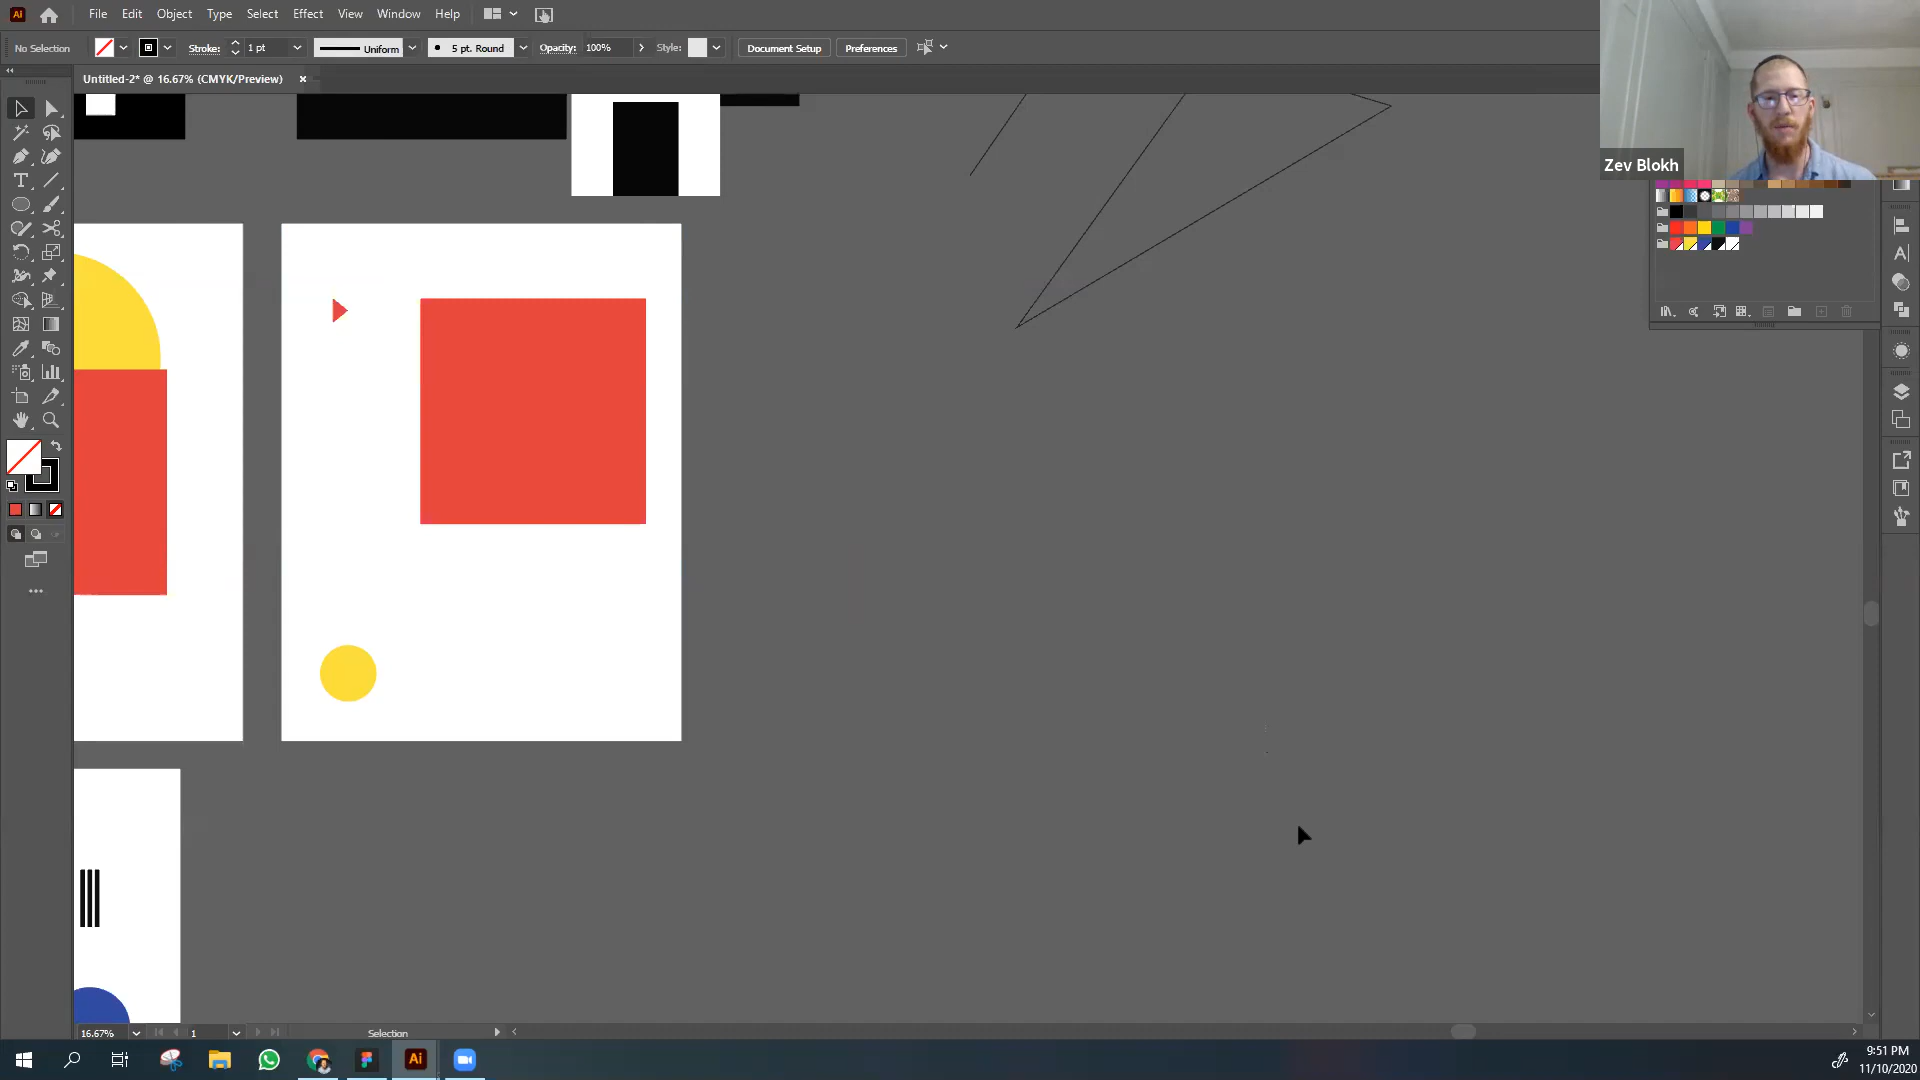 Ai File Edit Object Type Select Effect View Window Help
No Selection Stroke: 1 pt Uniform 5 pt. Round Opacity: 100% Style: Document Setup Preferences
Untitled-2* @ 16.67% (CMYK/Preview)
Zev Blokh
16.67% 1 Selection
Ai
9:51 PM
11/10/2020